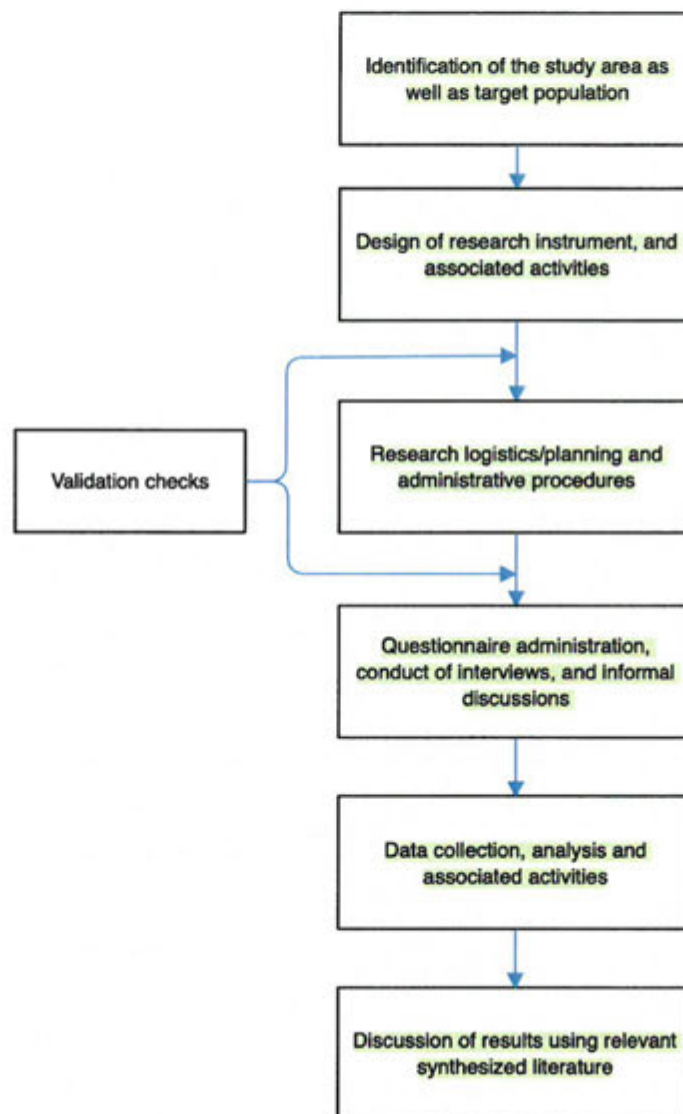 Identification of the study area as
well as target population
Design of research instrument, and
associated activities
Validation checks
Research logistics/planning and
administrative procedures
Questionnaire administration,
conduct of interviews, and informal
discussions
Data collection, analysis and
associated activities
Discussion of results using relevant
synthesized literature